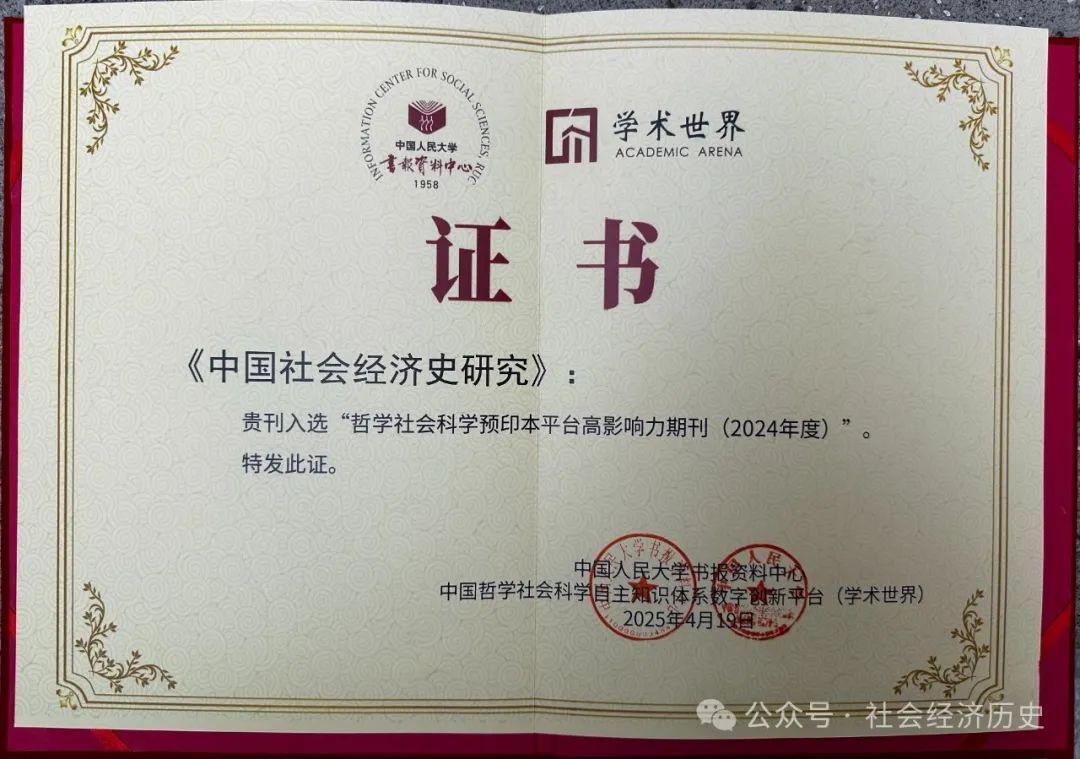 INFORMATION CENTER FOR SOCIAL SCIENCES, RUC
中国人民大学
书报资料中心
1958
学术世界
ACADEMIC ARENA
证书
《中国社会经济史研究》：
贵刊入选“哲学社会科学预印本平台高影响力期刊（2024年度）”。
特发此证。
中国人民大学书报资料中心
中国哲学社会科学自主知识体系数字创新平台（学术世界）
2025年4月19日
公众号·社会经济历史